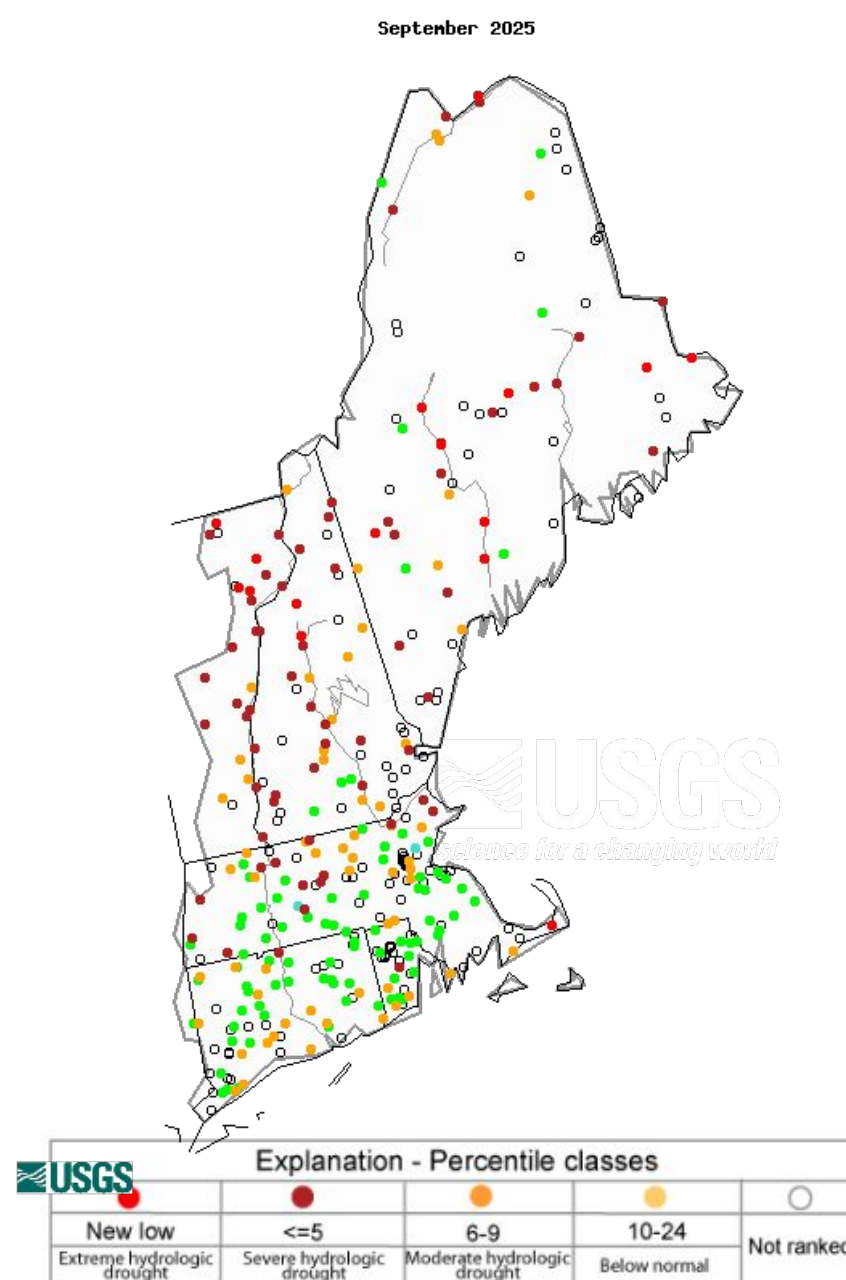 September 2025
USGS
science for a changing world
Explanation - Percentile classes
USGS
New low
<=5
6-9
10-24
Not ranked
Extreme hydrologic
drought
Severe hydrologic
drought
Moderate hydrologic
drought
Below normal